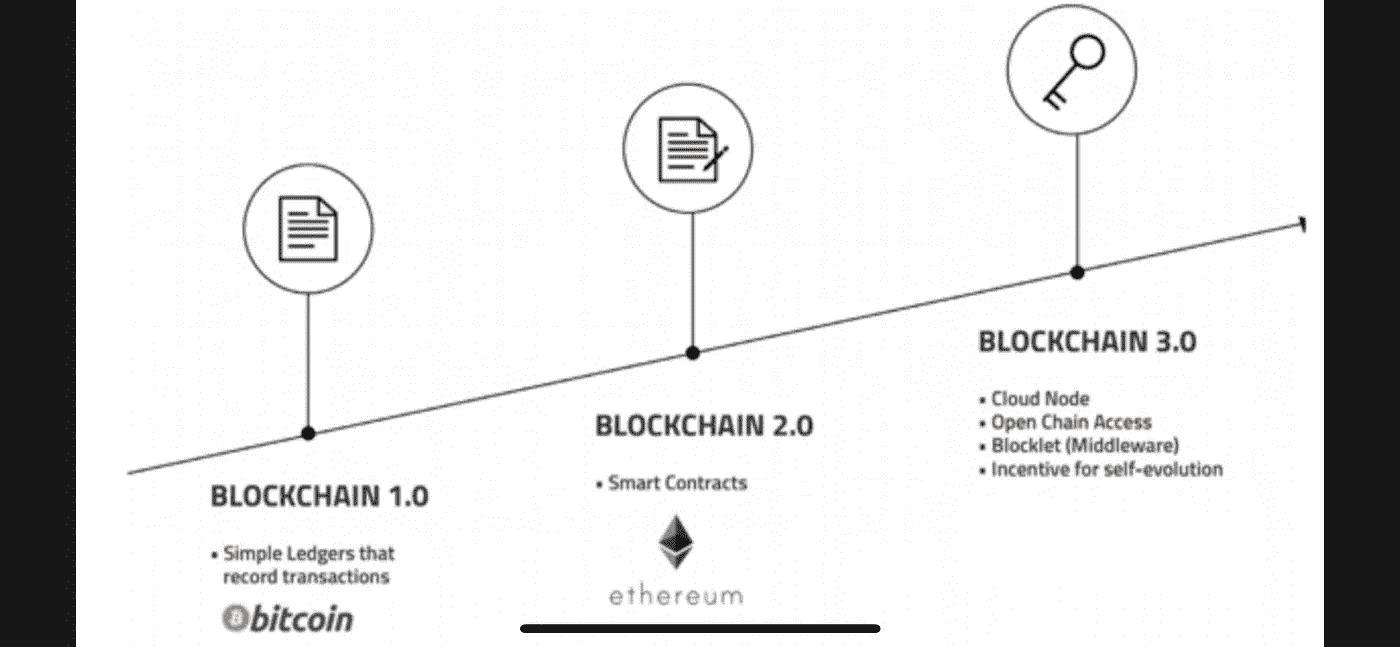 BLOCKCHAIN 1.0
• Simple Ledgers that
record transactions
bitcoin
BLOCKCHAIN 2.0
• Smart Contracts
ethereum
BLOCKCHAIN 3.0
• Cloud Node
• Open Chain Access
• Blocklet (Middleware)
• Incentive for self-evolution